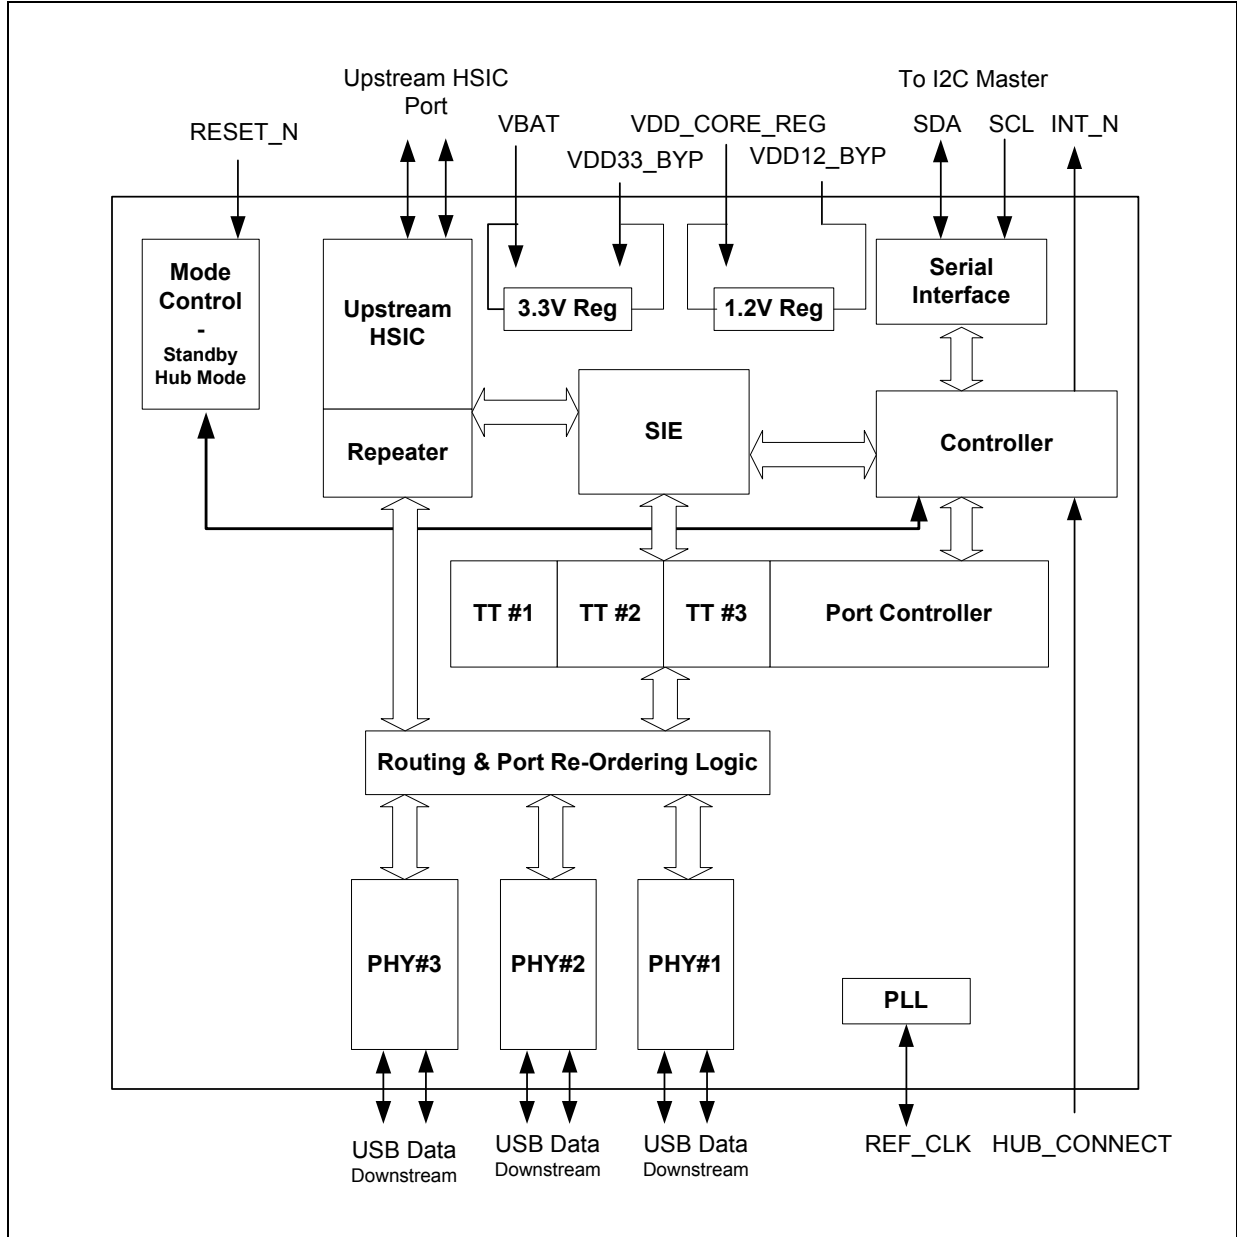 Upstream HSIC
Port
To I2C Master
RESET_N
VBAT
VDD_CORE_REG
SDA
SCL
INT_N
VDD33_BYP
VDD12_BYP
Mode
Control
-
Standby
Hub Mode
Upstream
HSIC
3.3V Reg
1.2V Reg
Serial
Interface
Repeater
SIE
Controller
TT #1
TT #2
TT #3
Port Controller
Routing & Port Re-Ordering Logic
PHY#3
PHY#2
PHY#1
PLL
USB Data
Downstream
USB Data
Downstream
USB Data
Downstream
REF_CLK
HUB_CONNECT